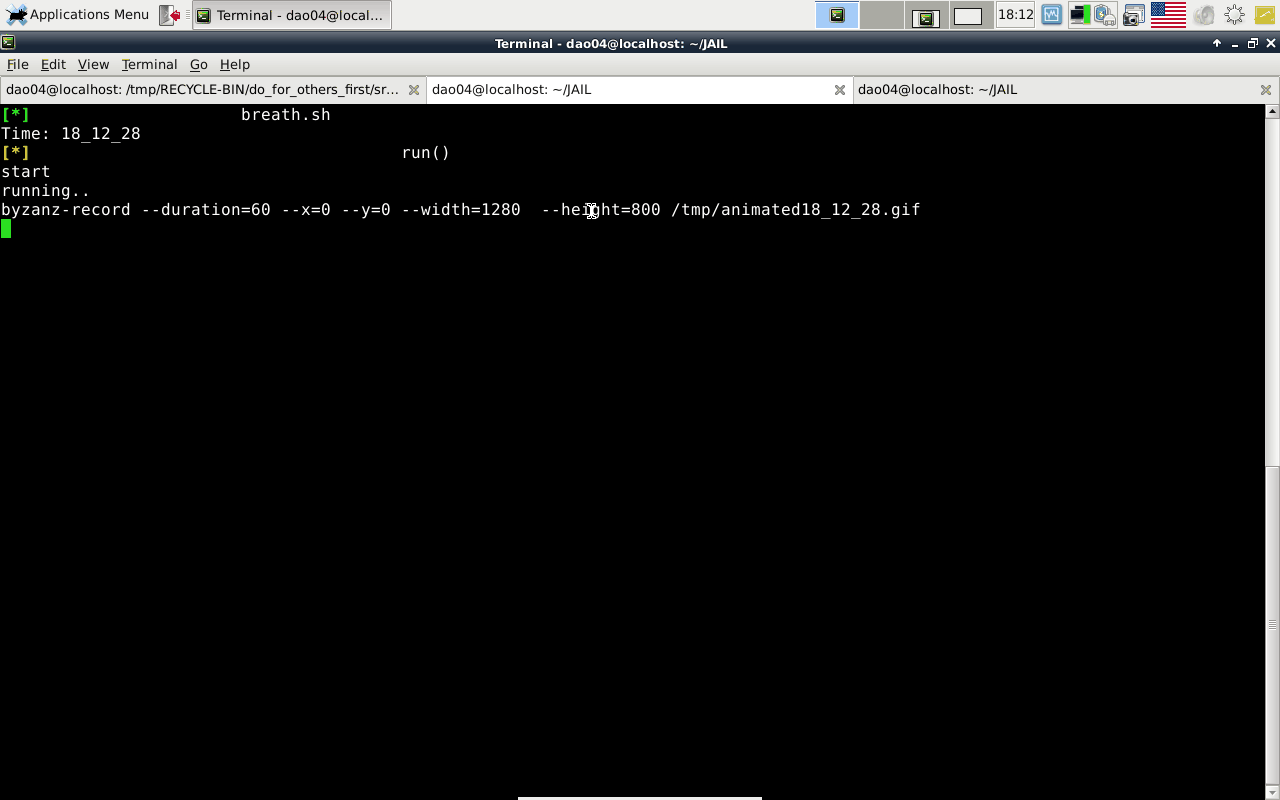 Applications Menu
Terminal - dao04@local...
18:12
Terminal - dao04@localhost: ~/JAIL
File Edit View Terminal Go Help
dao04@localhost: /tmp/RECYCLE-BIN/do_for_others_first/sr...
dao04@localhost: ~/JAIL
dao04@localhost: ~/JAIL
[*] breath.sh
Time: 18_12_28
[*] run()
start
running..
byzanz-record --duration=60 --x=0 --y=0 --width=1280  --height=800 /tmp/animated18_12_28.gif